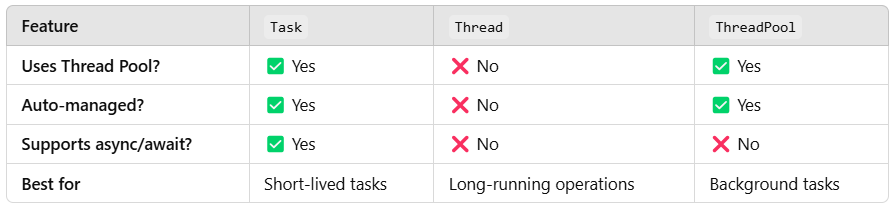 Feature Task Thread ThreadPool
Uses Thread Pool? ✅ Yes ❌ No ✅ Yes
Auto-managed? ✅ Yes ❌ No ✅ Yes
Supports async/await? ✅ Yes ❌ No ❌ No
Best for Short-lived tasks Long-running operations Background tasks